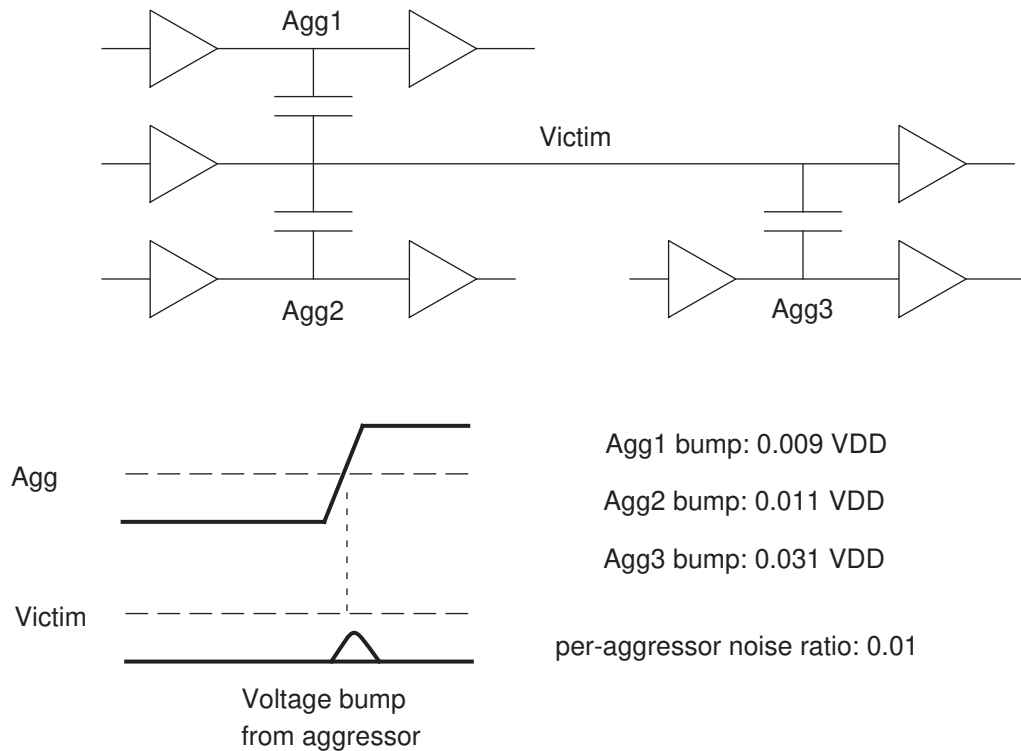 Agg1
Victim
Agg2
Agg3
Agg
Victim
Voltage bump
from aggressor
Agg1 bump: 0.009 VDD
Agg2 bump: 0.011 VDD
Agg3 bump: 0.031 VDD
per-aggressor noise ratio: 0.01